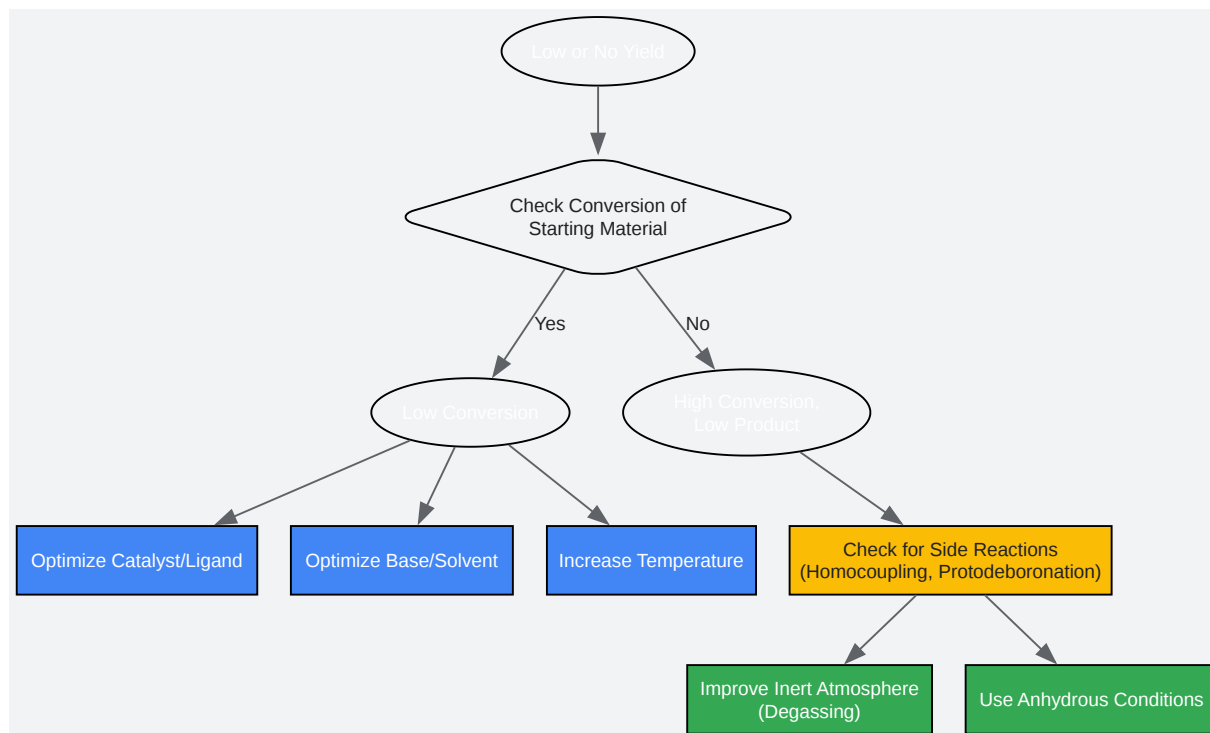 Low or No Yield
Check Conversion of
Starting Material
Yes
No
Low Conversion
High Conversion,
Low Product
Optimize Catalyst/Ligand
Optimize Base/Solvent
Increase Temperature
Check for Side Reactions
(Homocoupling, Protodeboronation)
Improve Inert Atmosphere
(Degassing)
Use Anhydrous Conditions